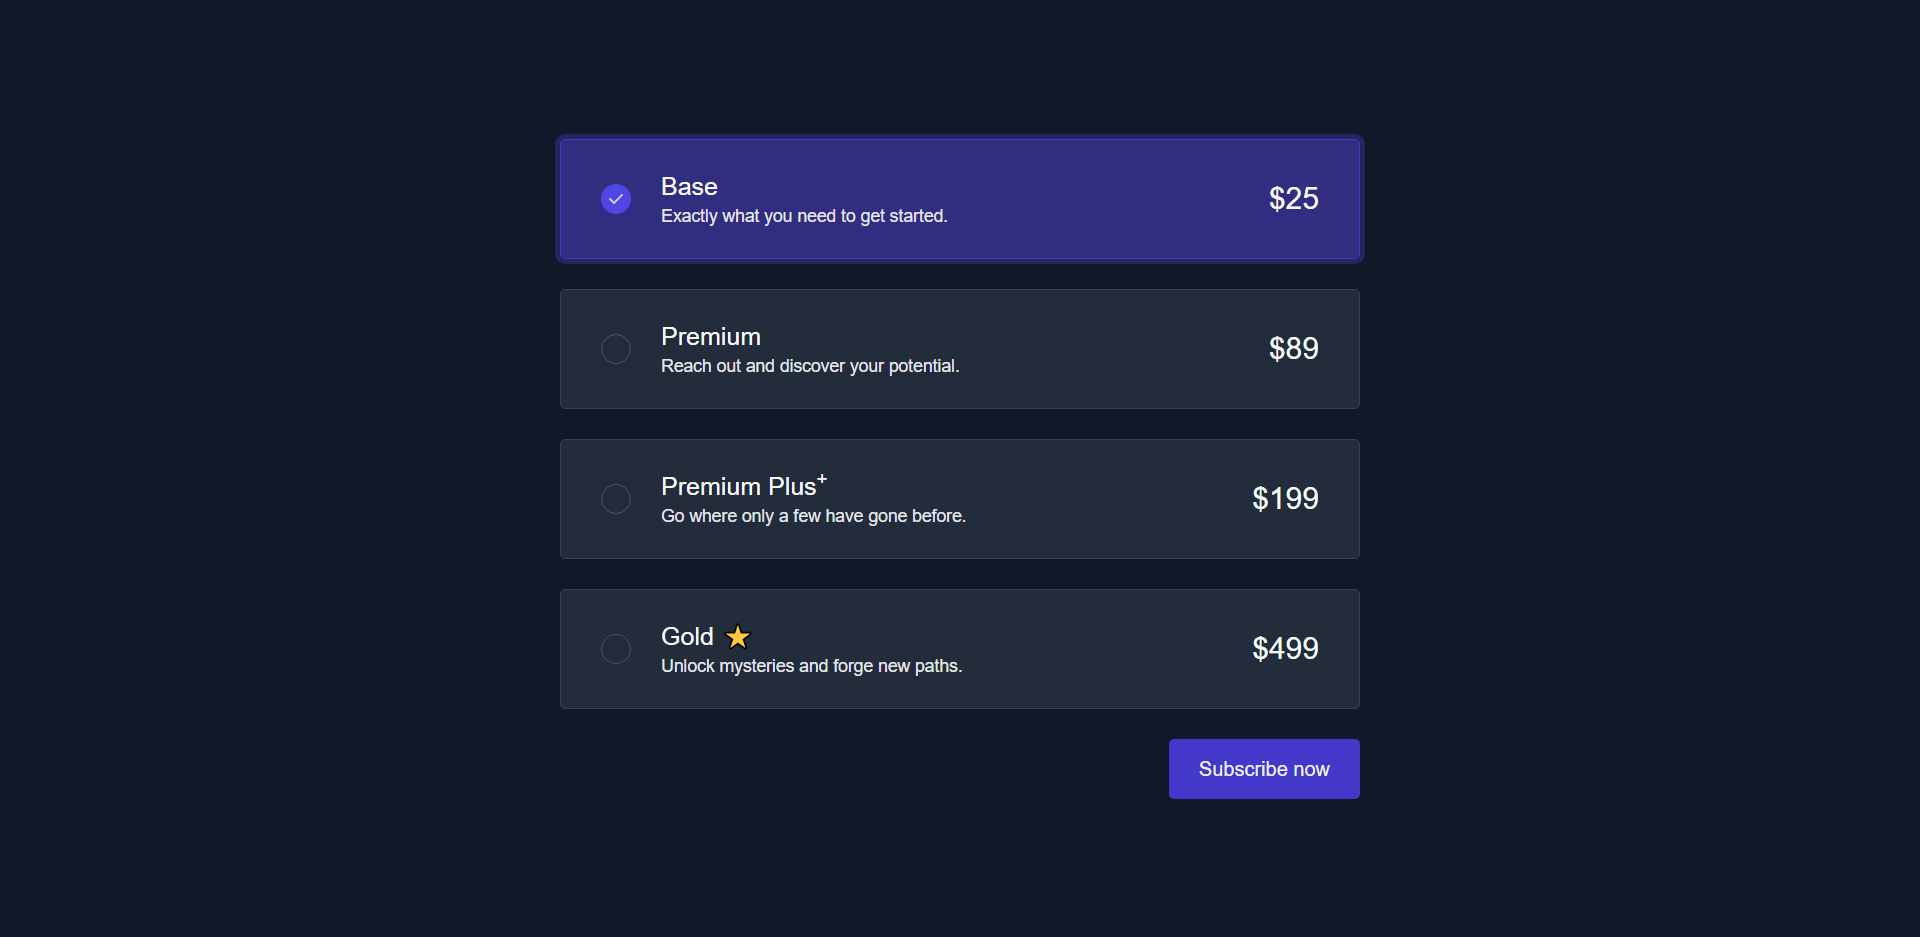 Base
Exactly what you need to get started.
$25
Premium
Reach out and discover your potential.
$89
Premium Plus+
Go where only a few have gone before.
$199
Gold
Unlock mysteries and forge new paths.
$499
Subscribe now